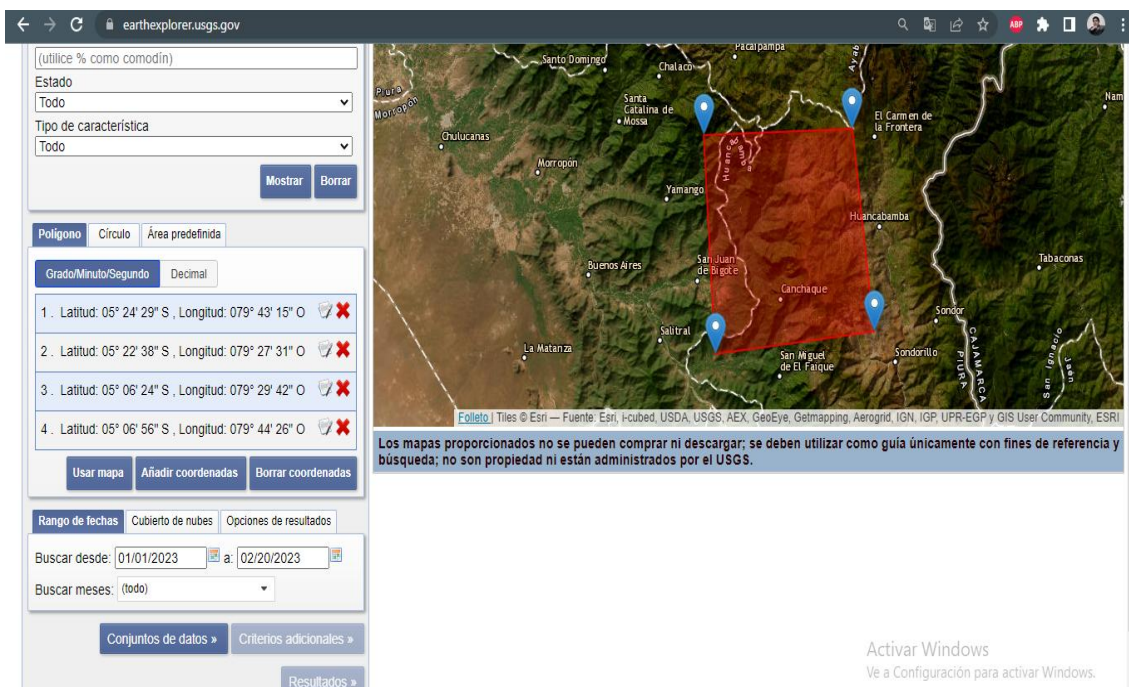 earthexplorer.usgs.gov
ABP
(utilice % como comodín)
Estado
Todo
Tipo de característica
Todo
Mostrar Borrar
Polígono Círculo Área predefinida
Grado/Minuto/Segundo Decimal
1 . Latitud: 05° 24' 29" S , Longitud: 079° 43' 15" O
2 . Latitud: 05° 22' 38" S , Longitud: 079° 27' 31" O
3 . Latitud: 05° 06' 24" S , Longitud: 079° 29' 42" O
4 . Latitud: 05° 06' 56" S , Longitud: 079° 44' 26" O
Usar mapa Añadir coordenadas Borrar coordenadas
Rango de fechas Cubierto de nubes Opciones de resultados
Buscar desde: 01/01/2023 a: 02/20/2023
Buscar meses: (todo)
Conjuntos de datos » Criterios adicionales »
Resultados »
Pacaipampa
Santo Domingo
Chalaco
Ayab
Piura
Morropón
Santa
Catalina de
Mossa
El Carmen de
la Frontera
Nam
Chulucanas
Huanca
Morropon
Yamango
Huancabamba
Buenos Aires
San Juan
de Bigote
Tabaconas
Canchaque
Sondor
Salitral
La Matanza
San Miguel
de El Faique
Sondorillo
CAJAMARCA
PIURA
San Ignacio
Jaén
Folleto | Tiles © Esri — Fuente: Esri, i-cubed, USDA, USGS, AEX, GeoEye, Getmapping, Aerogrid, IGN, IGP, UPR-EGP y GIS User Community, ESRI
Los mapas proporcionados no se pueden comprar ni descargar; se deben utilizar como guía únicamente con fines de referencia y
búsqueda; no son propiedad ni están administrados por el USGS.
Activar Windows
Ve a Configuración para activar Windows.